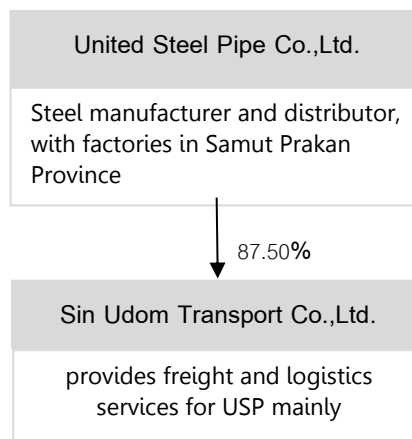 United Steel Pipe Co.,Ltd.
Steel manufacturer and distributor,
with factories in Samut Prakan
Province
87.50%
Sin Udom Transport Co.,Ltd.
provides freight and logistics
services for USP mainly